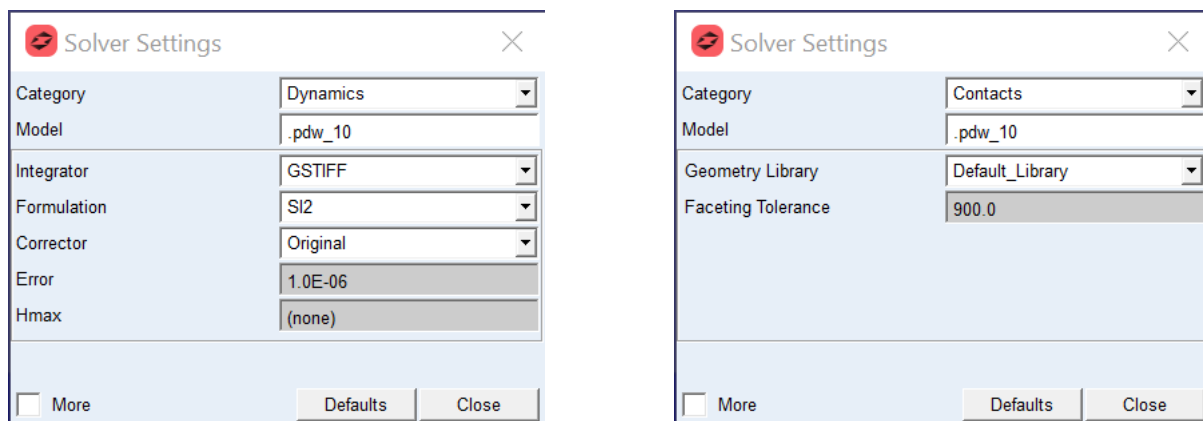 Solver Settings
Category Dynamics
Model .pdw_10
Integrator GSTIFF
Formulation SI2
Corrector Original
Error 1.0E-06
Hmax (none)
More Defaults Close
Solver Settings
Category Contacts
Model .pdw_10
Geometry Library Default_Library
Faceting Tolerance 900.0
More Defaults Close